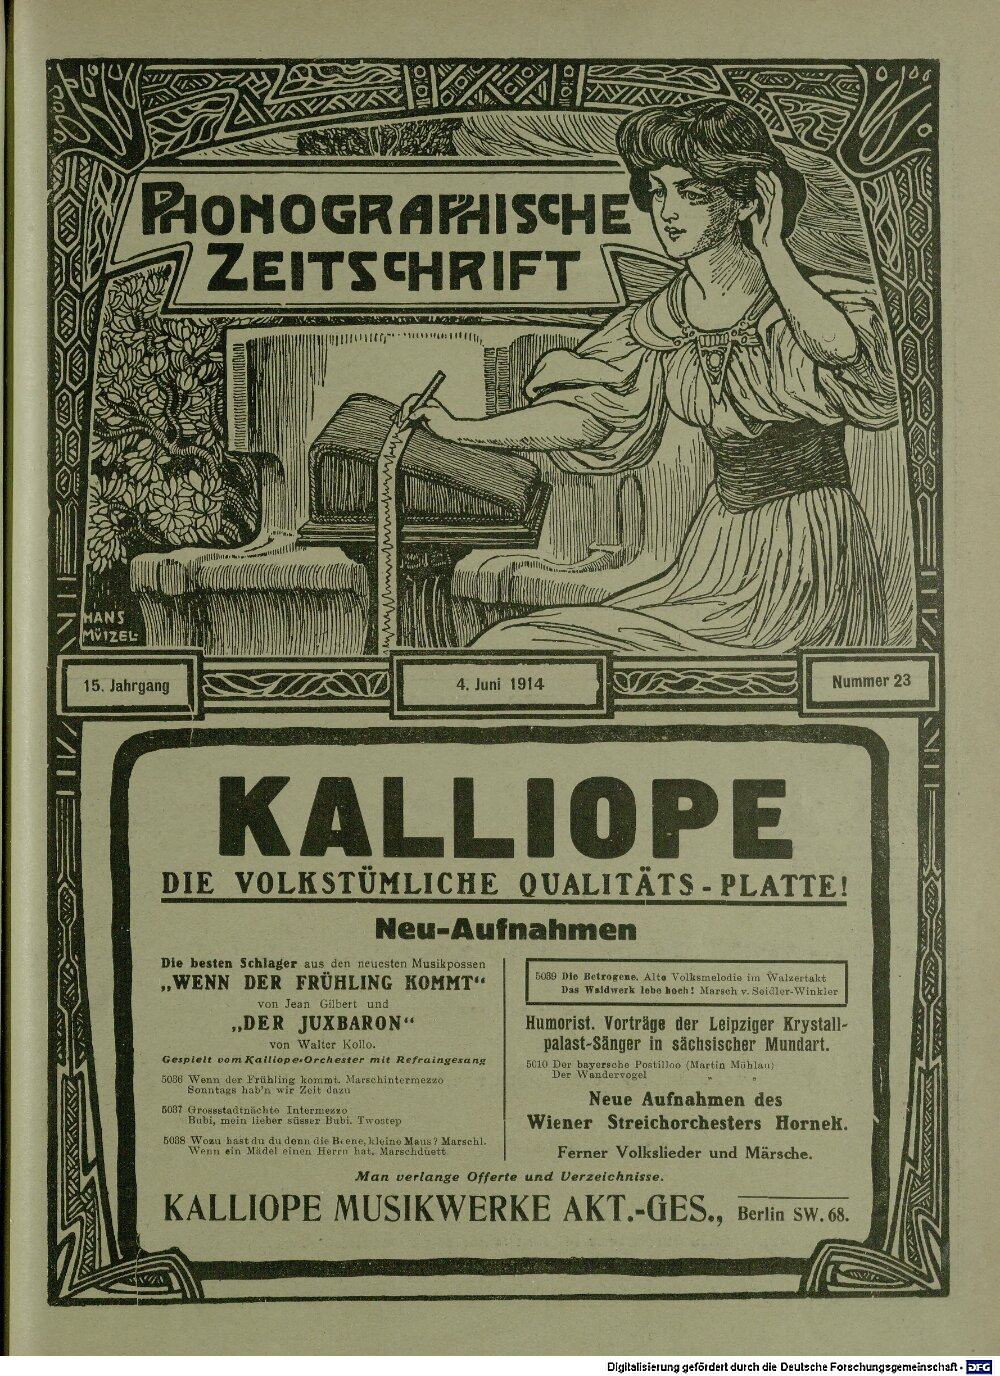 PHONOGRAPHISCHE
ZEITSCHRIFT
HANS
MÜTZEL
15. Jahrgang
4. Juni 1914
Nummer 23
KALLIOPE
DIE VOLKSTÜMLICHE QUALITÄTS-PLATTE!
Neu-Aufnahmen
Die besten Schlager aus den neuesten Musikpossen
„WENN DER FRÜHLING KOMMT“
von Jean Gilbert und
„DER JUXBARON“
von Walter Kollo.
Gespielt vom Kalliope-Orchester mit Refraingesang
5036 Wenn der Frühling kommt. Marschintermezzo
Sonntags hab'n wir Zeit dazu
5037 Grossstadtnächte Intermezzo
Bubi, mein lieber süsser Bubi. Twostep
5038 Wozu hast du du denn die Beene, kleine Maus? Marschl.
Wenn ein Mädel einen Herrn hat. Marschduett
5039 Die Betrogene. Alte Volksmelodie im Walzertakt
Das Waldwerk lebe hoch! Marsch v. Seidler-Winkler
Humorist. Vorträge der Leipziger Krystall-
palast-Sänger in sächsischer Mundart.
5010 Der bayersche Postilloo (Martin Mühlau)
Der Wandervogel " "
Neue Aufnahmen des
Wiener Streichorchesters Hornek.
Ferner Volkslieder und Märsche.
Man verlange Offerte und Verzeichnisse.
KALLIOPE MUSIKWERKE AKT.-GES., Berlin SW. 68.
Digitalisierung gefördert durch die Deutsche Forschungsgemeinschaft - DFG